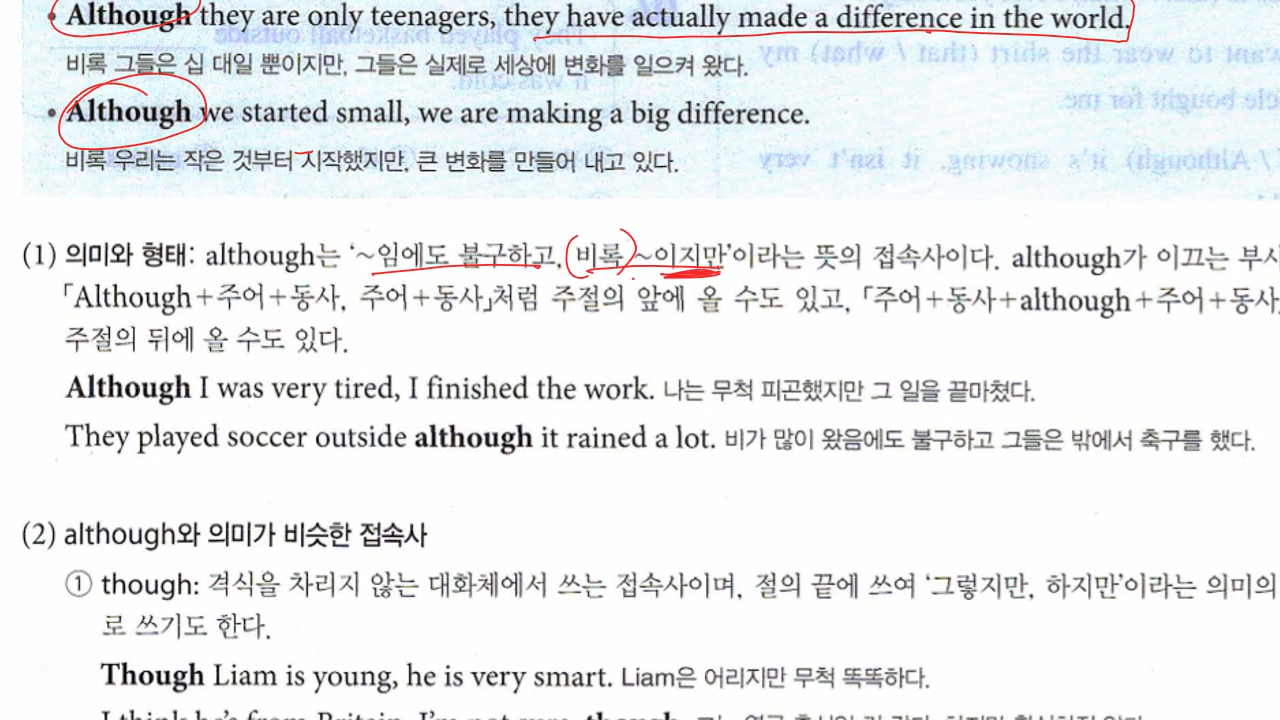 • Although they are only teenagers, they have actually made a difference in the world.
비록 그들은 십 대일 뿐이지만, 그들은 실제로 세상에 변화를 일으켜 왔다.
• Although we started small, we are making a big difference.
비록 우리는 작은 것부터 시작했지만, 큰 변화를 만들어 내고 있다.
(1) 의미와 형태: although는 ‘~임에도 불구하고, (비록) ~이지만’이라는 뜻의 접속사이다. although가 이끄는 부사
「Although+주어+동사, 주어+동사」처럼 주절의 앞에 올 수도 있고, 「주어+동사+although+주어+동사
주절의 뒤에 올 수도 있다.
Although I was very tired, I finished the work. 나는 무척 피곤했지만 그 일을 끝마쳤다.
They played soccer outside although it rained a lot. 비가 많이 왔음에도 불구하고 그들은 밖에서 축구를 했다.
(2) although와 의미가 비슷한 접속사
① though: 격식을 차리지 않는 대화체에서 쓰는 접속사이며, 절의 끝에 쓰여 ‘그렇지만, 하지만’이라는 의미의
로 쓰기도 한다.
Though Liam is young, he is very smart. Liam은 어리지만 무척 똑똑하다.
I think he's from Britain. I'm not sure, though.